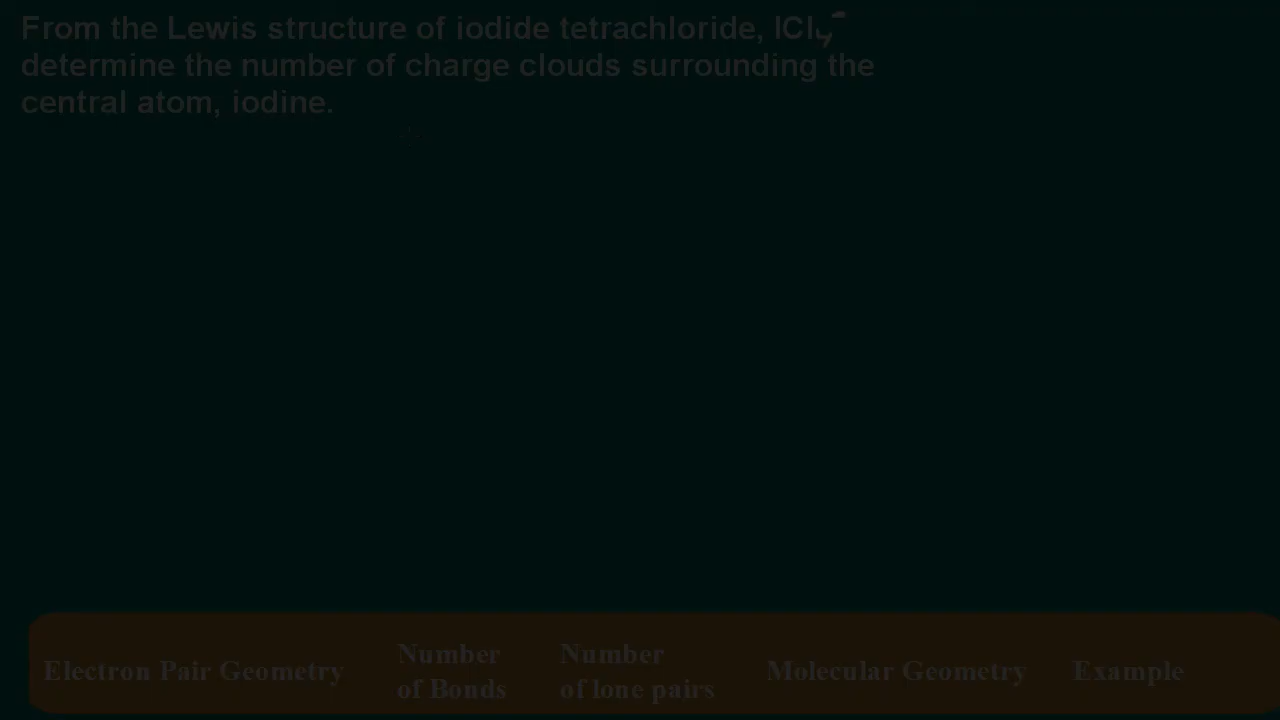 From the Lewis structure of iodide tetrachloride, ICl₄⁻
determine the number of charge clouds surrounding the
central atom, iodine.
Electron Pair Geometry
Number
of Bonds
Number
of lone pairs
Molecular Geometry
Example